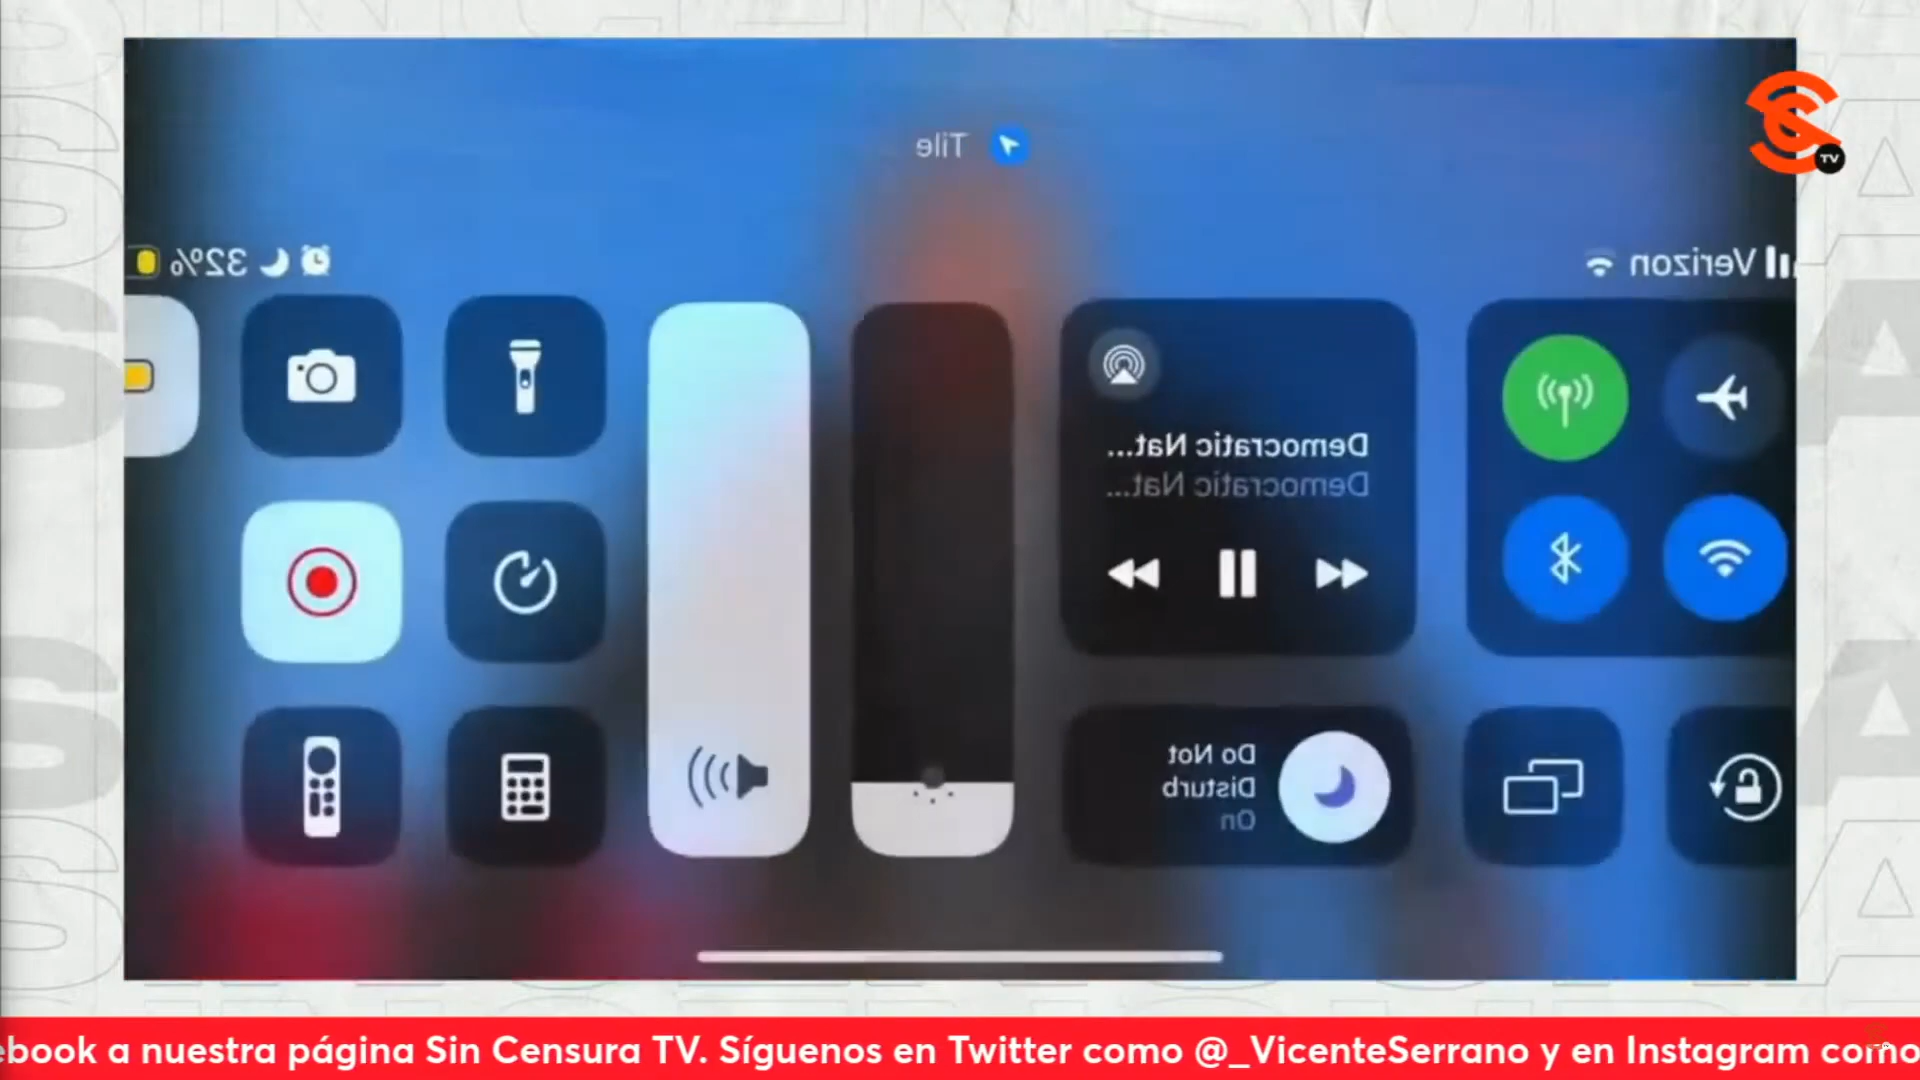 Tile
32%
Verizon
Democratic Nat...
Democratic Nat...
Do Not
Disturb
On
TV
ebook a nuestra página Sin Censura TV. Síguenos en Twitter como @_VicenteSerrano y en Instagram como